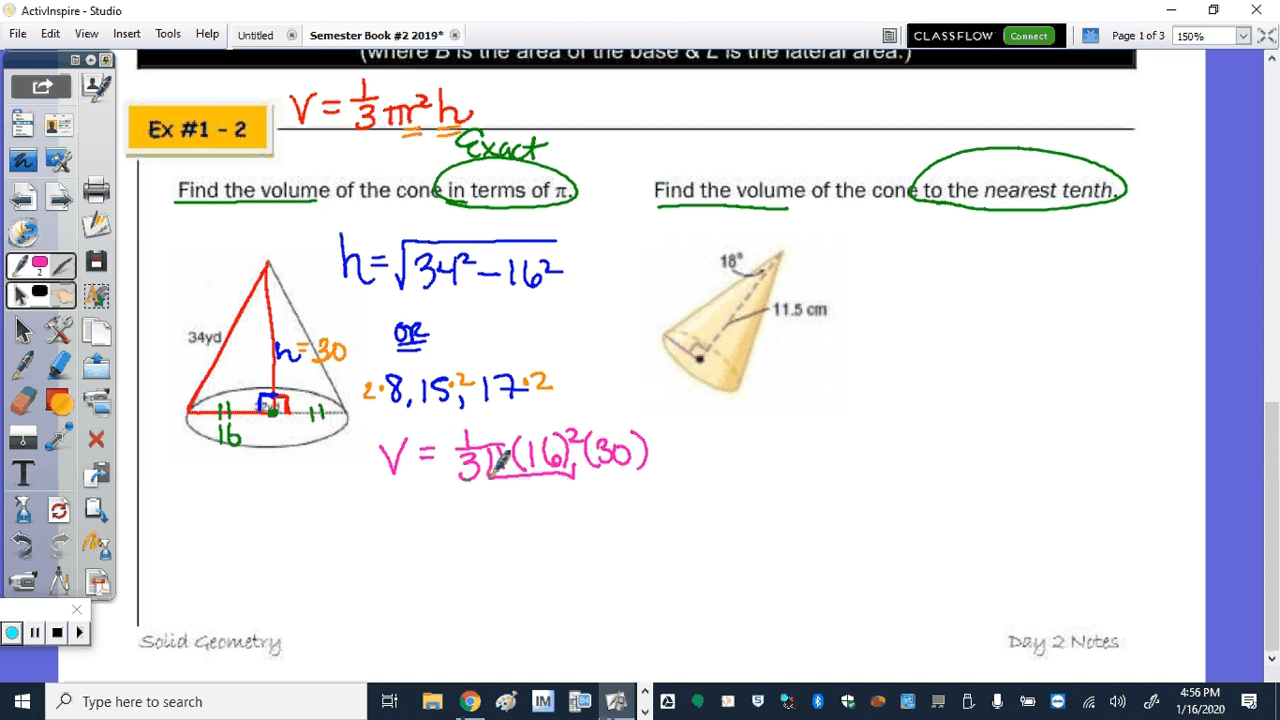 ActivInspire - Studio
File Edit View Insert Tools Help Untitled Semester Book #2 2019* CLASSFLOW Connect Page 1 of 3 150%
(where B is the area of the base & L is the lateral area.)
V = 1/3 πr² h
Ex #1 - 2
Exact
Find the volume of the cone in terms of π.
Find the volume of the cone to the nearest tenth.
h = √34² − 16²
34yd
h = 30
OR
2·8, 15·2, 17·2
16
V = 1/3 π(16)²(30)
18°
11.5 cm
Solid Geometry
Day 2 Notes
Type here to search
4:56 PM
1/16/2020